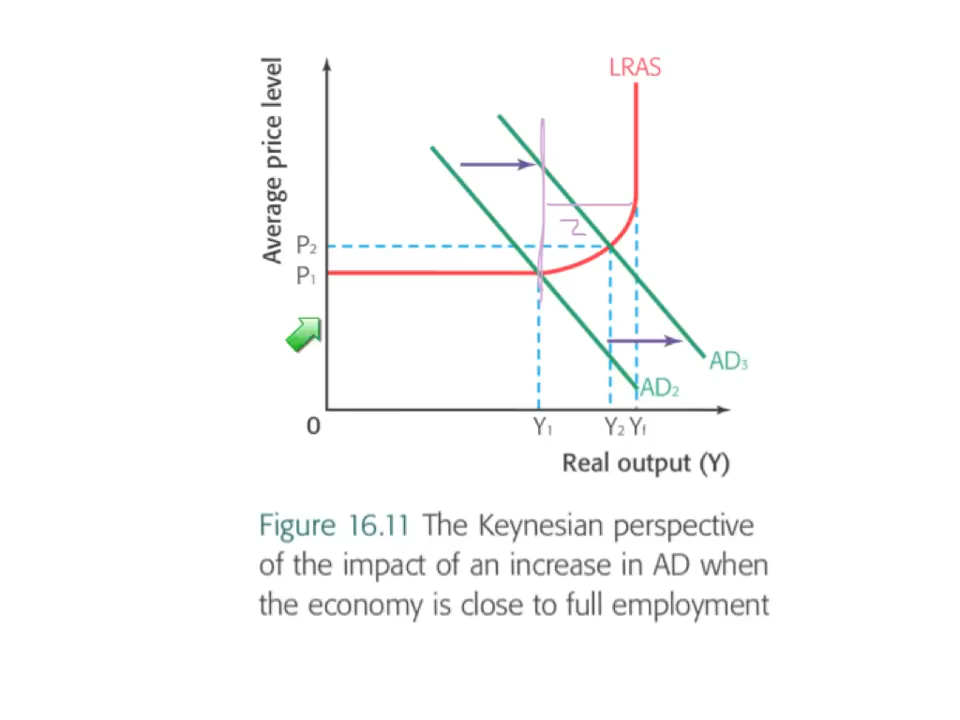 LRAS
Average price level
P₂
P₁
AD₃
AD₂
0
Y₁
Y₂
Yf
Real output (Y)
Figure 16.11 The Keynesian perspective
of the impact of an increase in AD when
the economy is close to full employment